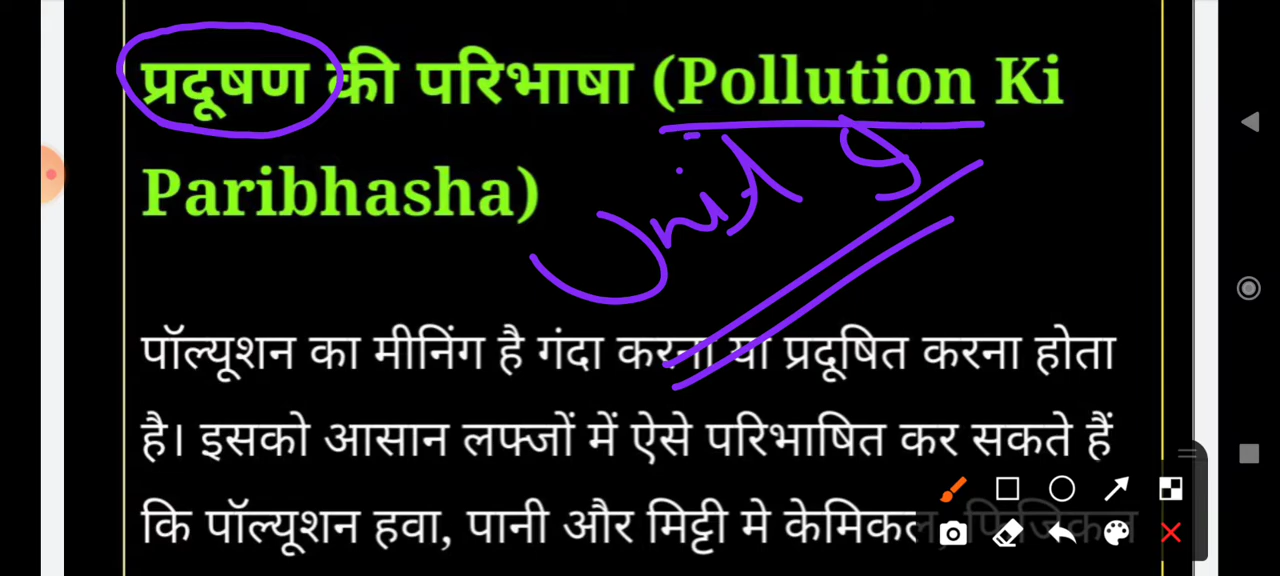 प्रदूषण की परिभाषा (Pollution Ki
Paribhasha)
Unit 9
पॉल्यूशन का मीनिंग है गंदा करना या प्रदूषित करना होता
है। इसको आसान लफ्जों में ऐसे परिभाषित कर सकते हैं
कि पॉल्यूशन हवा, पानी और मिट्टी मे केमिकल, फिजिकल